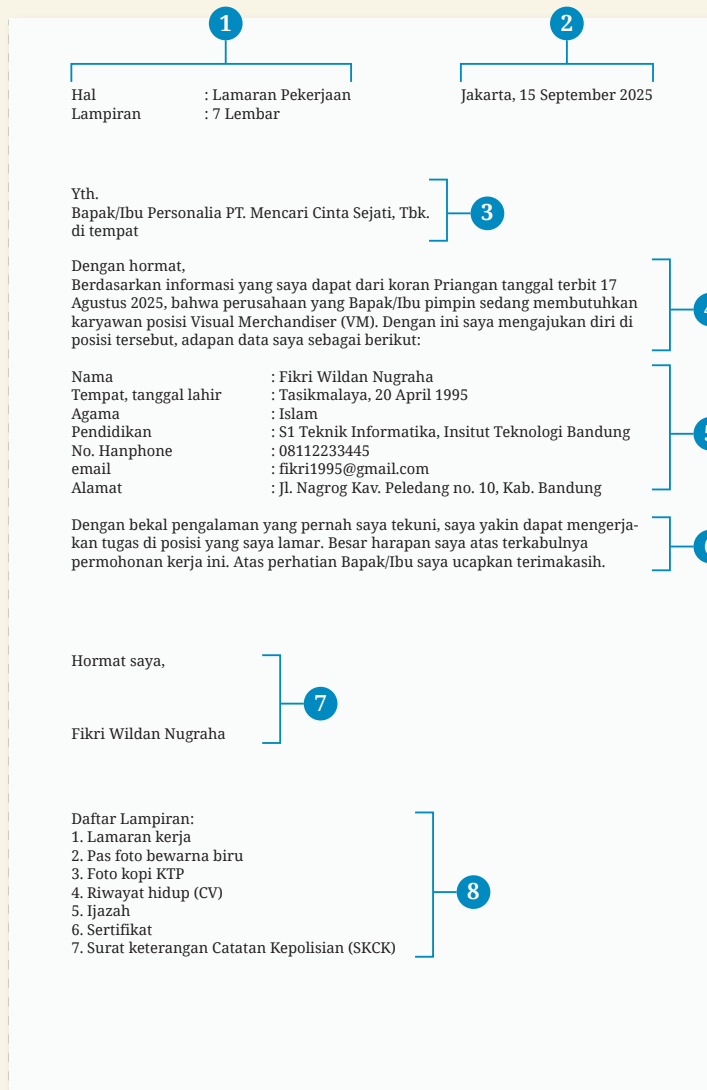 1
2
Hal : Lamaran Pekerjaan
Jakarta, 15 September 2025
Lampiran : 7 Lembar
Yth.
Bapak/Ibu Personalia PT. Mencari Cinta Sejati, Tbk.
di tempat
3
Dengan hormat,
Berdasarkan informasi yang saya dapat dari koran Priangan tanggal terbit 17
Agustus 2025, bahwa perusahaan yang Bapak/Ibu pimpin sedang membutuhkan
karyawan posisi Visual Merchandiser (VM). Dengan ini saya mengajukan diri di
posisi tersebut, adapan data saya sebagai berikut:
4
Nama : Fikri Wildan Nugraha
Tempat, tanggal lahir : Tasikmalaya, 20 April 1995
Agama : Islam
Pendidikan : S1 Teknik Informatika, Insitut Teknologi Bandung
No. Hanphone : 08112233445
email : fikri1995@gmail.com
Alamat : Jl. Nagrog Kav. Peledang no. 10, Kab. Bandung
5
Dengan bekal pengalaman yang pernah saya tekuni, saya yakin dapat mengerja-
kan tugas di posisi yang saya lamar. Besar harapan saya atas terkabulnya
permohonan kerja ini. Atas perhatian Bapak/Ibu saya ucapkan terimakasih.
6
Hormat saya,
7
Fikri Wildan Nugraha
Daftar Lampiran:
1. Lamaran kerja
2. Pas foto bewarna biru
3. Foto kopi KTP
4. Riwayat hidup (CV)
5. Ijazah
6. Sertifikat
7. Surat keterangan Catatan Kepolisian (SKCK)
8